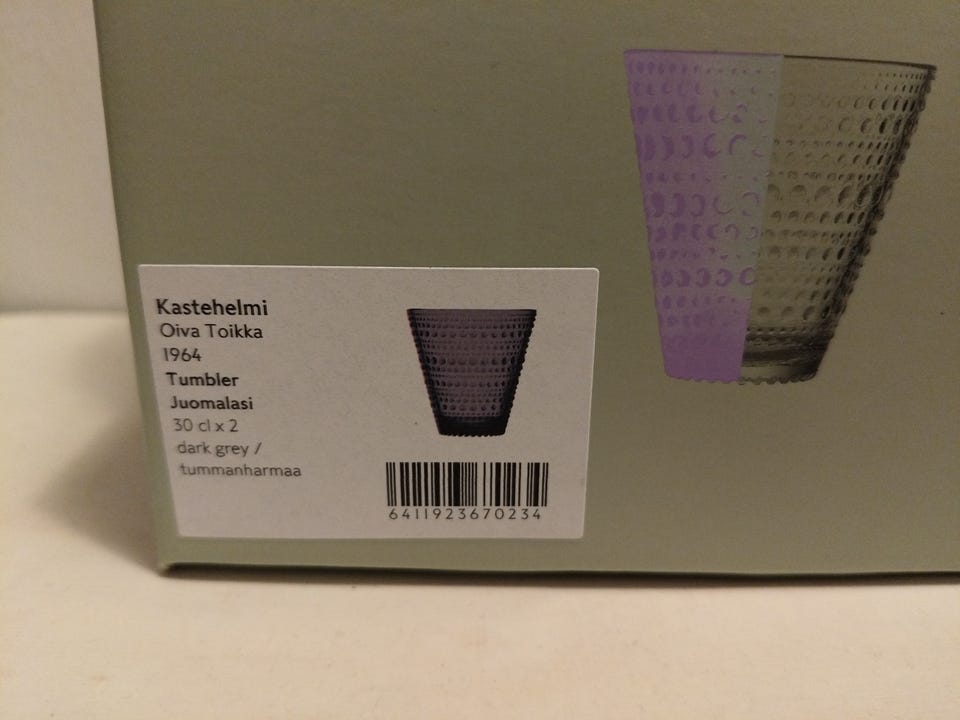 Kastehelmi
Oiva Toikka
1964
Tumbler
Juomalasi
30 cl x 2
dark grey /
tummanharmaa
6411923670234